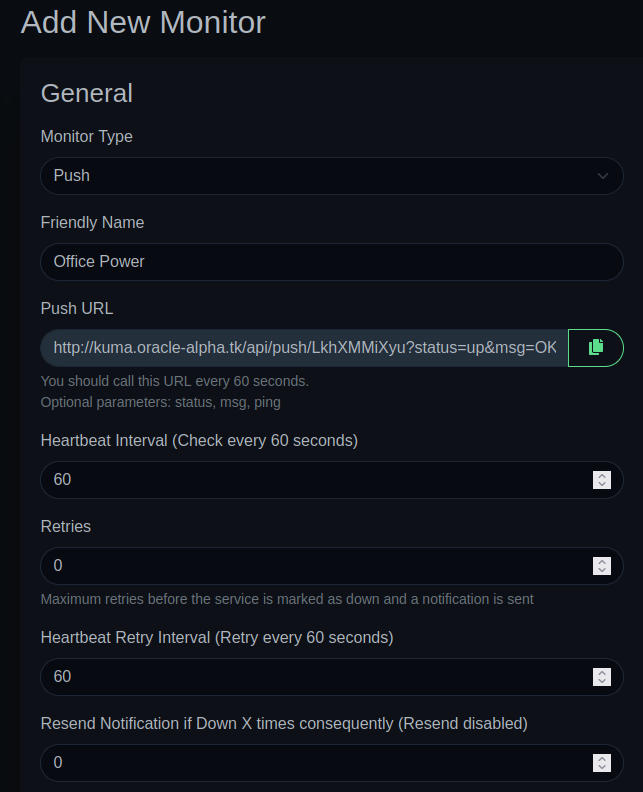 Add New Monitor
General
Monitor Type
Push
Friendly Name
Office Power
Push URL
http://kuma.oracle-alpha.tk/api/push/LkhXMMiXyu?status=up&msg=OK
You should call this URL every 60 seconds.
Optional parameters: status, msg, ping
Heartbeat Interval (Check every 60 seconds)
60
Retries
0
Maximum retries before the service is marked as down and a notification is sent
Heartbeat Retry Interval (Retry every 60 seconds)
60
Resend Notification if Down X times consequently (Resend disabled)
0